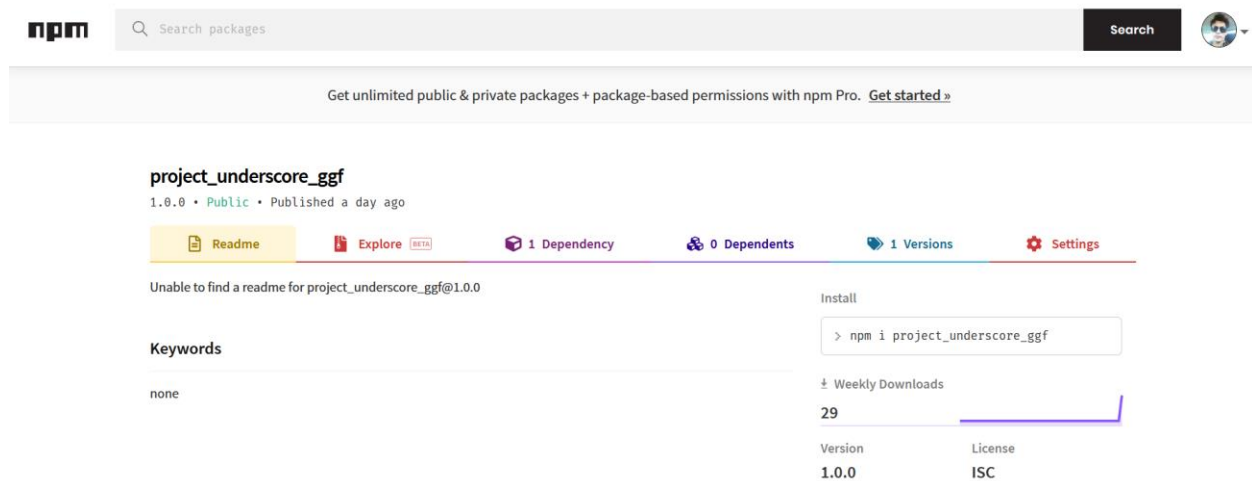 npm
Search packages
Search
Get unlimited public & private packages + package-based permissions with npm Pro. Get started »
project_underscore_ggf
1.0.0 • Public • Published a day ago
Readme
Explore BETA
1 Dependency
0 Dependents
1 Versions
Settings
Unable to find a readme for project_underscore_ggf@1.0.0
Keywords
none
Install
> npm i project_underscore_ggf
Weekly Downloads
29
Version
License
1.0.0
ISC